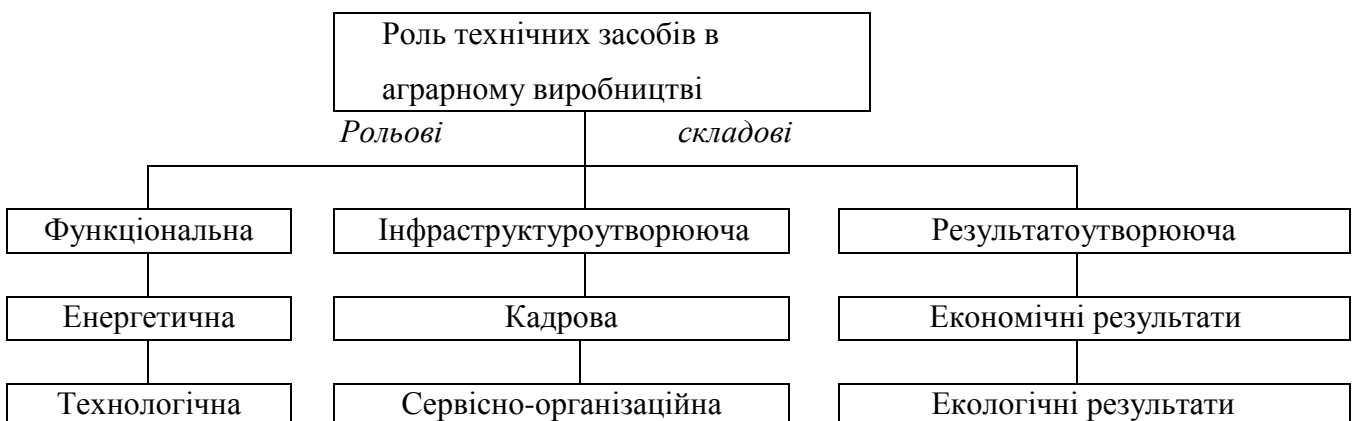 Роль технічних засобів в
аграрному виробництві
Рольові складові
Функціональна Інфраструктуроутворююча Результатоутворююча
Енергетична Кадрова Економічні результати
Технологічна Сервісно-організаційна Екологічні результати